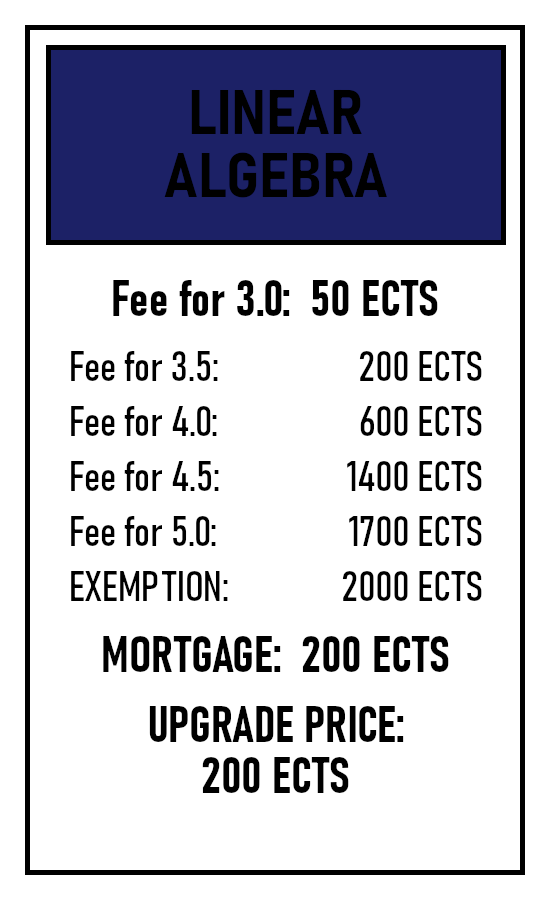 LINEAR
ALGEBRA
Fee for 3.0: 50 ECTS
Fee for 3.5: 200 ECTS
Fee for 4.0: 600 ECTS
Fee for 4.5: 1400 ECTS
Fee for 5.0: 1700 ECTS
EXEMPTION: 2000 ECTS
MORTGAGE: 200 ECTS
UPGRADE PRICE:
200 ECTS